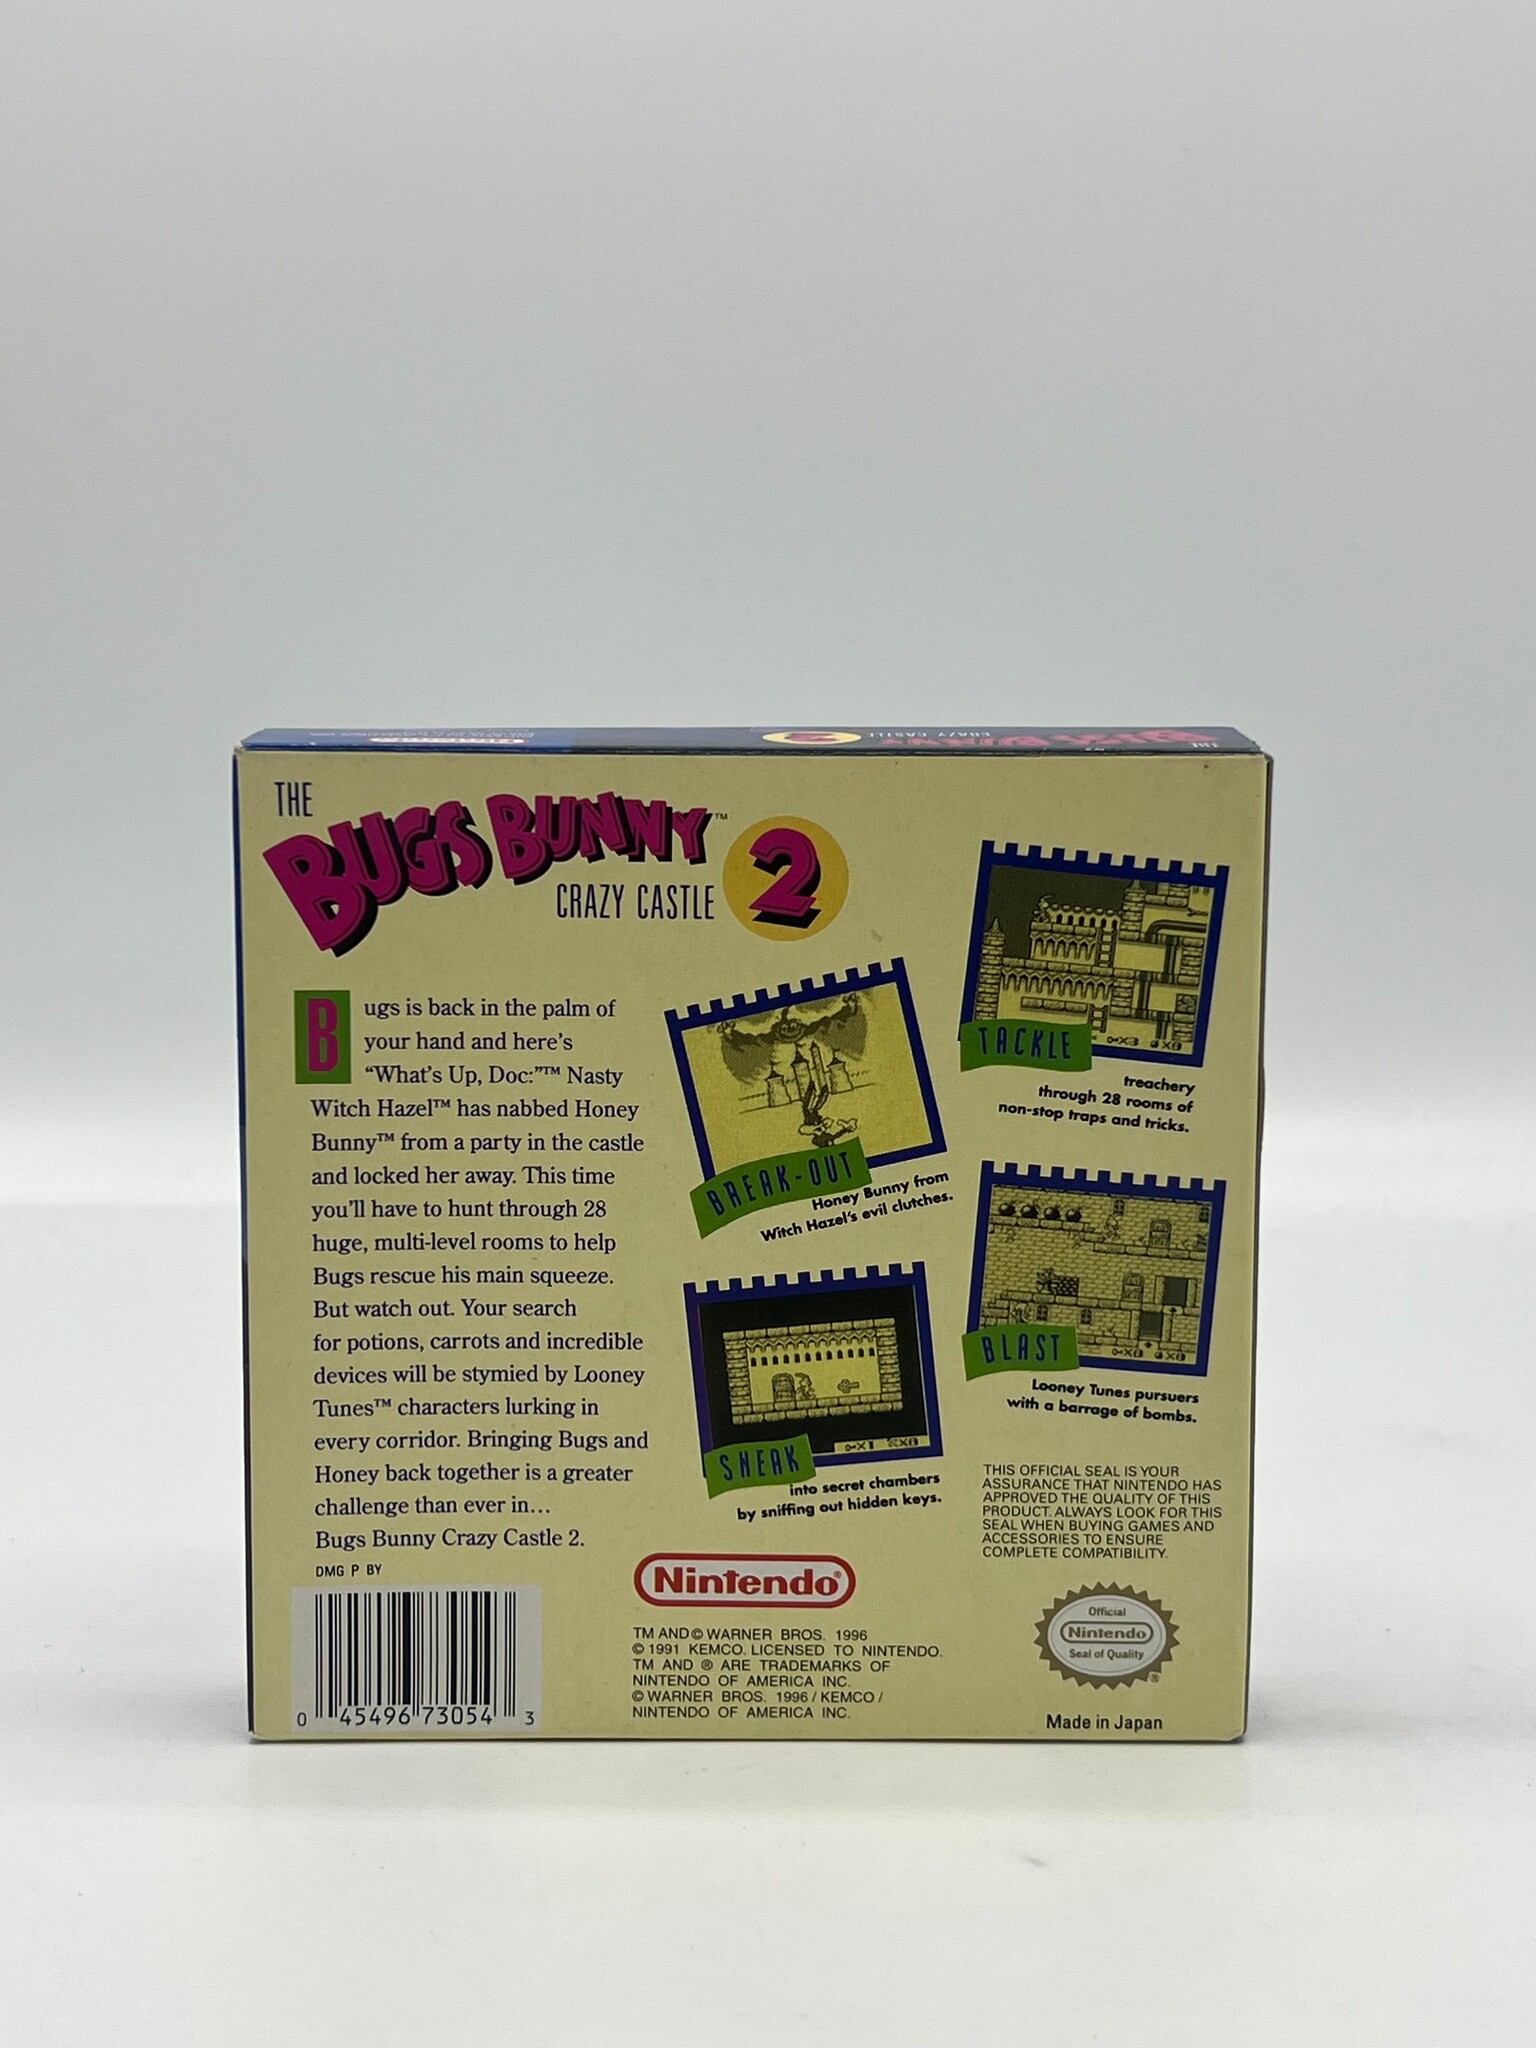 THE
BUGS BUNNY™ 2
CRAZY CASTLE
Bugs is back in the palm of
your hand and here's
“What's Up, Doc:”™ Nasty
Witch Hazel™ has nabbed Honey
Bunny™ from a party in the castle
and locked her away. This time
you'll have to hunt through 28
huge, multi-level rooms to help
Bugs rescue his main squeeze.
But watch out. Your search
for potions, carrots and incredible
devices will be stymied by Looney
Tunes™ characters lurking in
every corridor. Bringing Bugs and
Honey back together is a greater
challenge than ever in...
Bugs Bunny Crazy Castle 2.
DMG P BY
0 45496 73054 3
BREAK-OUT
Honey Bunny from
Witch Hazel's evil clutches.
TACKLE
treachery
through 28 rooms of
non-stop traps and tricks.
SNEAK
into secret chambers
by sniffing out hidden keys.
BLAST
Looney Tunes pursuers
with a barrage of bombs.
THIS OFFICIAL SEAL IS YOUR
ASSURANCE THAT NINTENDO HAS
APPROVED THE QUALITY OF THIS
PRODUCT. ALWAYS LOOK FOR THIS
SEAL WHEN BUYING GAMES AND
ACCESSORIES TO ENSURE
COMPLETE COMPATIBILITY.
Nintendo®
TM AND © WARNER BROS. 1996
© 1991 KEMCO. LICENSED TO NINTENDO.
TM AND ® ARE TRADEMARKS OF
NINTENDO OF AMERICA INC.
© WARNER BROS. 1996 / KEMCO /
NINTENDO OF AMERICA INC.
Official
Nintendo
Seal of Quality
®
Made in Japan